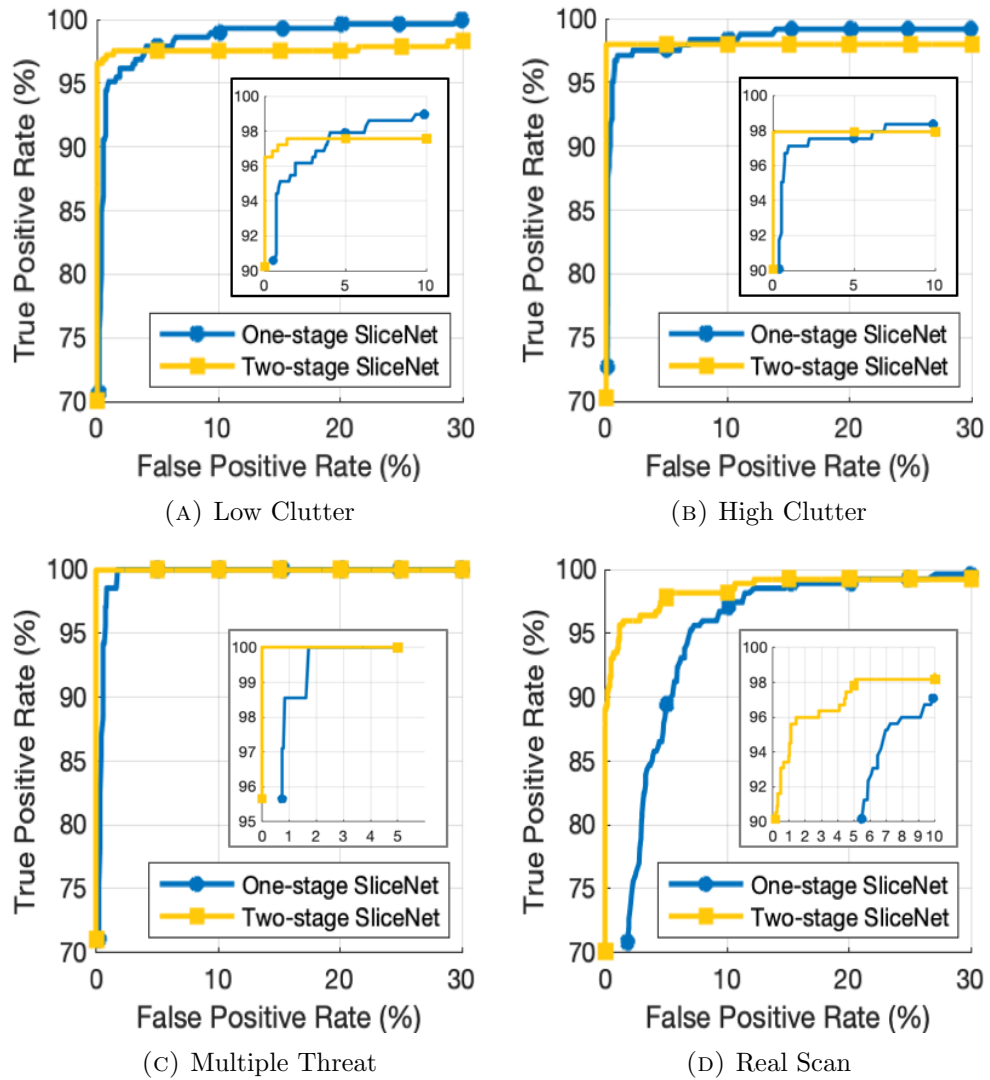 100
95
90
85
80
75
70
True Positive Rate (%)
100
98
96
94
92
90
0 5 10
One-stage SliceNet
Two-stage SliceNet
0 10 20 30
False Positive Rate (%)
(A) Low Clutter
100
95
90
85
80
75
70
True Positive Rate (%)
100
98
96
94
92
90
0 5 10
One-stage SliceNet
Two-stage SliceNet
0 10 20 30
False Positive Rate (%)
(B) High Clutter
100
95
90
85
80
75
70
True Positive Rate (%)
100
99
98
97
96
95
0 1 2 3 4 5
One-stage SliceNet
Two-stage SliceNet
0 10 20 30
False Positive Rate (%)
(C) Multiple Threat
100
95
90
85
80
75
70
True Positive Rate (%)
100
98
96
94
92
90
0 1 2 3 4 5 6 7 8 9 10
One-stage SliceNet
Two-stage SliceNet
0 10 20 30
False Positive Rate (%)
(D) Real Scan